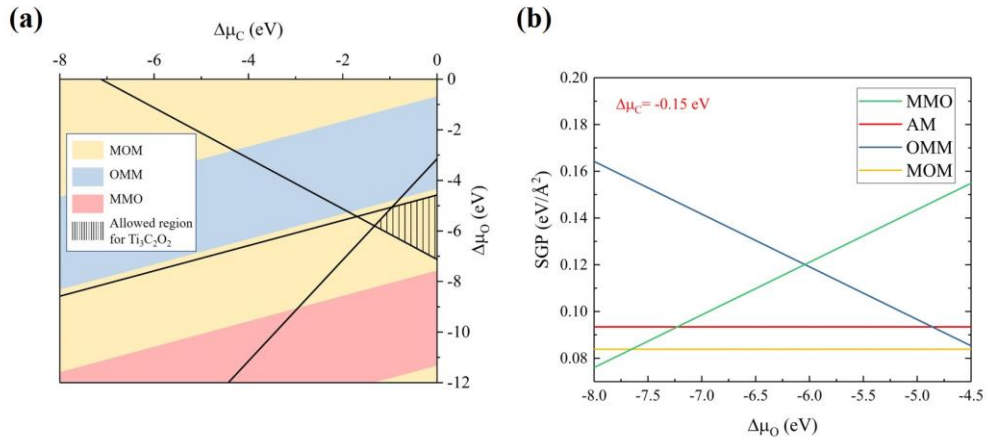 (a)
Δμ_C (eV)
-8 -6 -4 -2 0
0
-2
-4
-6
-8
-10
-12
Δμ_O (eV)
MOM
OMM
MMO
Allowed region
for Ti₃C₂O₂
(b)
0.20
0.18
0.16
0.14
0.12
0.10
0.08
SGP (eV/Å²)
Δμ_C= -0.15 eV
MMO
AM
OMM
MOM
-8.0 -7.5 -7.0 -6.5 -6.0 -5.5 -5.0 -4.5
Δμ_O (eV)